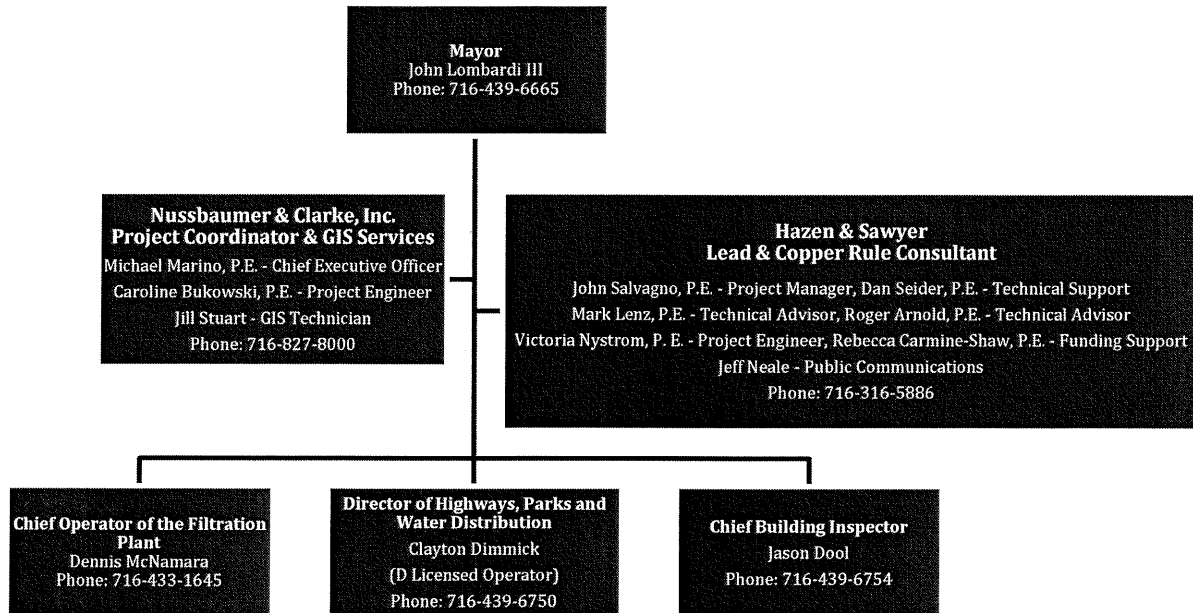 Mayor
John Lombardi III
Phone: 716-439-6665
Nussbaumer & Clarke, Inc.
Project Coordinator & GIS Services
Michael Marino, P.E. - Chief Executive Officer
Caroline Bukowski, P.E. - Project Engineer
Jill Stuart - GIS Technician
Phone: 716-827-8000
Hazen & Sawyer
Lead & Copper Rule Consultant
John Salvagno, P.E. - Project Manager, Dan Seider, P.E. - Technical Support
Mark Lenz, P.E. - Technical Advisor, Roger Arnold, P.E. - Technical Advisor
Victoria Nystrom, P. E. - Project Engineer, Rebecca Carmine-Shaw, P.E. - Funding Support
Jeff Neale - Public Communications
Phone: 716-316-5886
Chief Operator of the Filtration
Plant
Dennis McNamara
Phone: 716-433-1645
Director of Highways, Parks and
Water Distribution
Clayton Dimmick
(D Licensed Operator)
Phone: 716-439-6750
Chief Building Inspector
Jason Dool
Phone: 716-439-6754